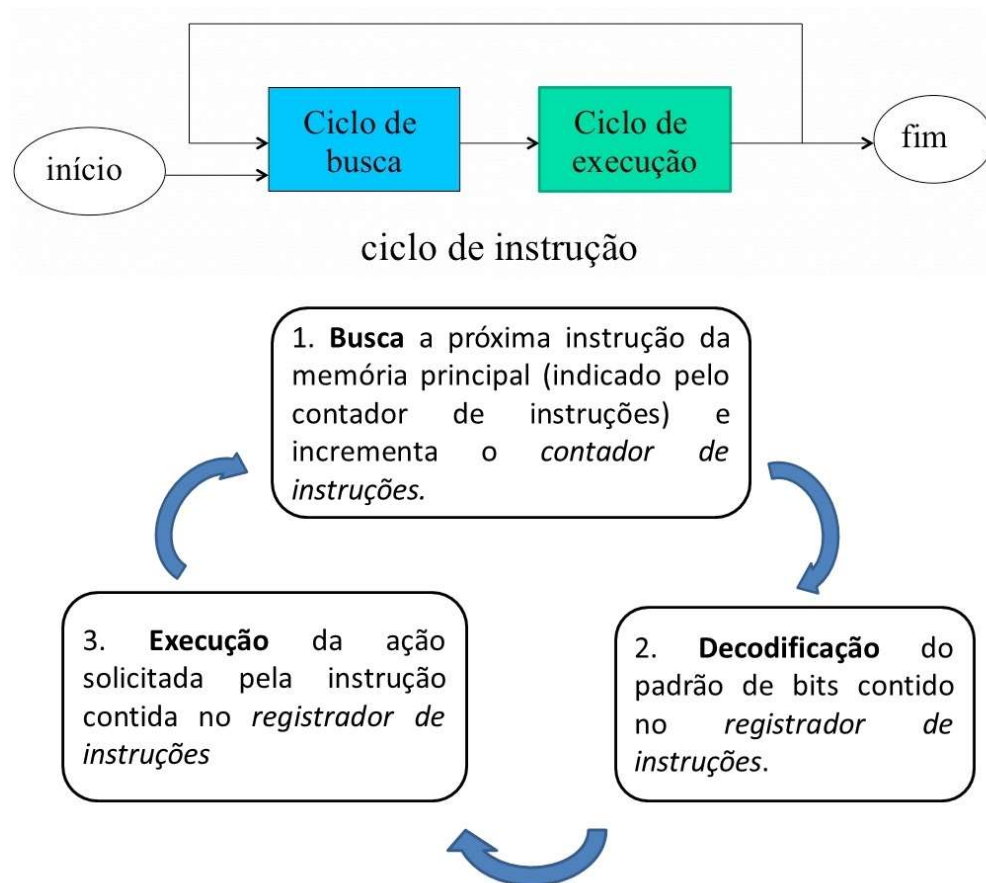 Ciclo de
busca
Ciclo de
execução
início
fim
ciclo de instrução
1. Busca a próxima instrução da
memória principal (indicado pelo
contador de instruções) e
incrementa o contador de
instruções.
3. Execução da ação
solicitada pela instrução
contida no registrador de
instruções
2. Decodificação do
padrão de bits contido
no registrador de
instruções.